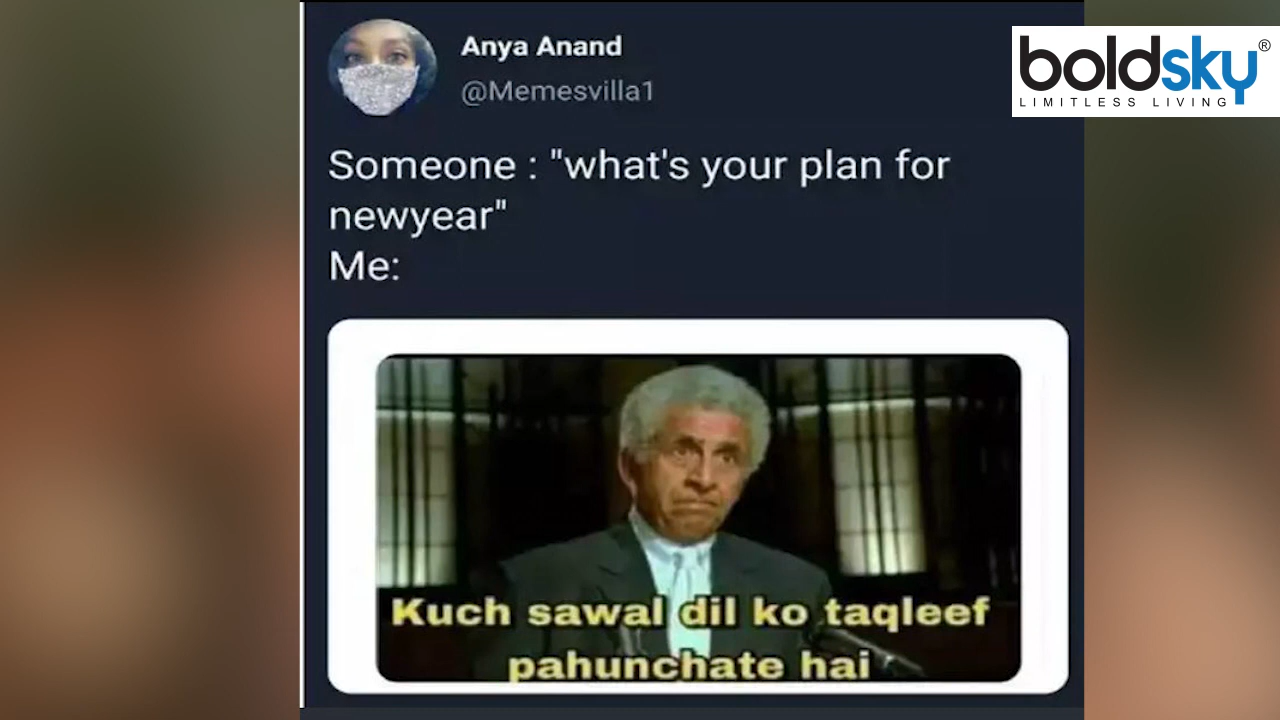 Anya Anand
@Memesvilla1
boldsky®
LIMITLESS LIVING
Someone : "what's your plan for
newyear"
Me:
Kuch sawal dil ko taqleef
pahunchate hai